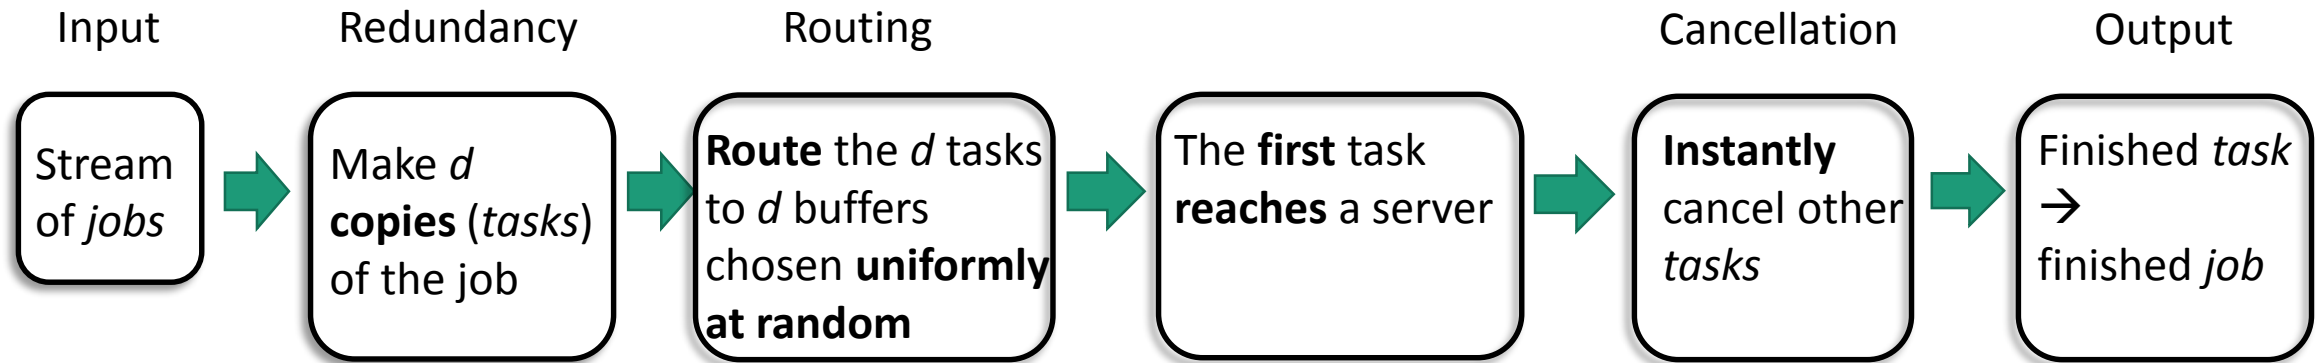 Input
Redundancy
Routing
Cancellation
Output
Stream
of jobs
Make d
copies (tasks)
of the job
Route the d tasks
to d buffers
chosen uniformly
at random
The first task
reaches a server
Instantly
cancel other
tasks
Finished task
→
finished job